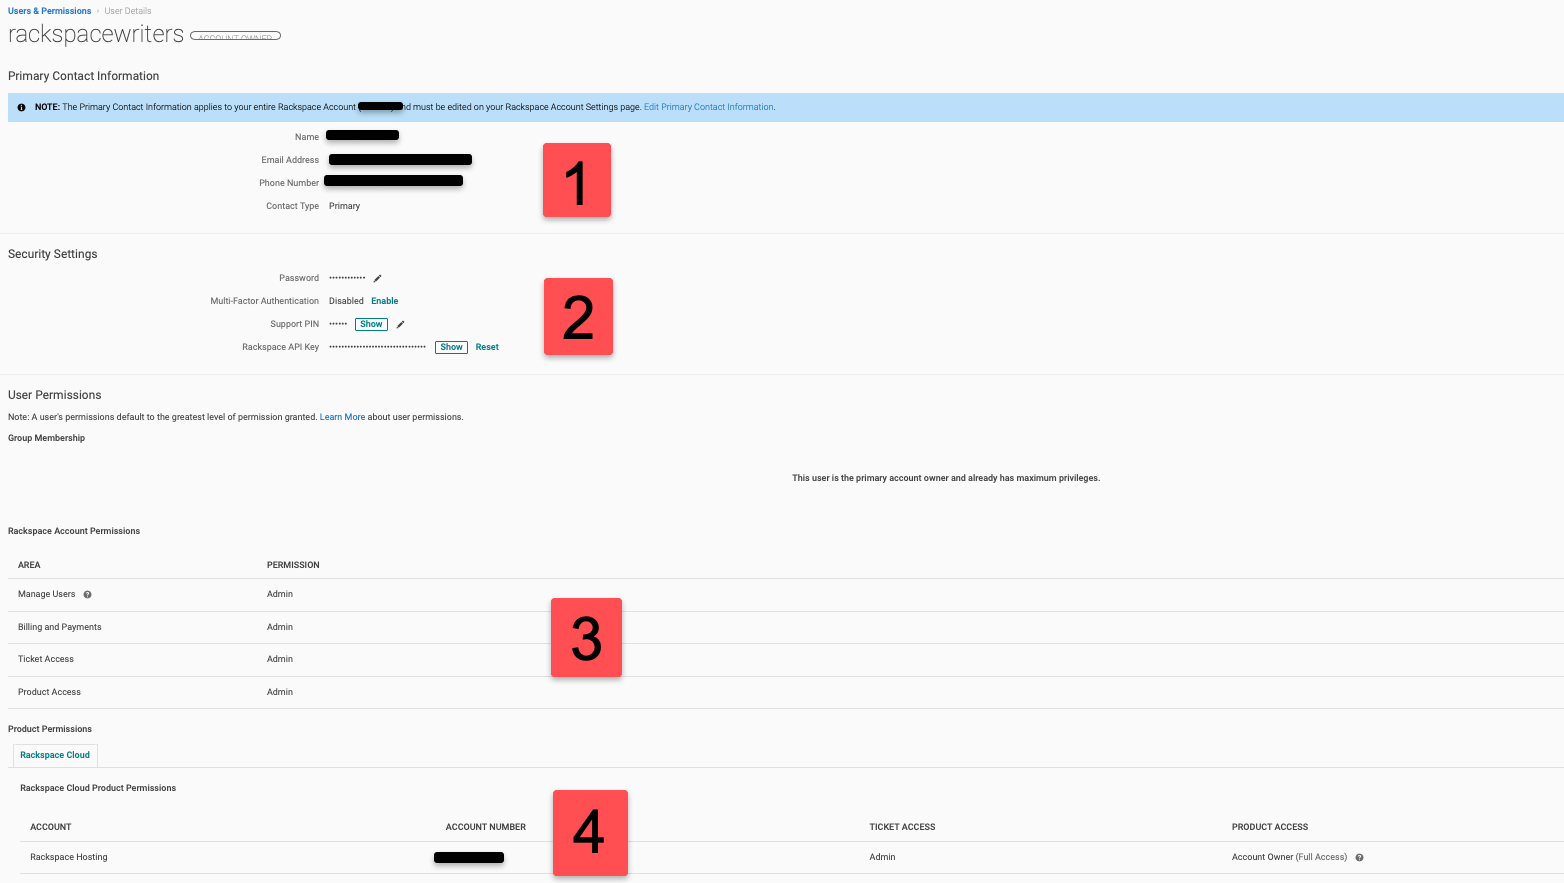 Users & Permissions › User Details
rackspacewriters ACCOUNT OWNER
Primary Contact Information
NOTE: The Primary Contact Information applies to your entire Rackspace Account nd must be edited on your Rackspace Account Settings page. Edit Primary Contact Information.
Name
Email Address
Phone Number
Contact Type Primary
1
Security Settings
Password ••••••••••••
Multi-Factor Authentication Disabled Enable
Support PIN •••••• Show
Rackspace API Key •••••••••••••••••••••••••••••••• Show Reset
2
User Permissions
Note: A user's permissions default to the greatest level of permission granted. Learn More about user permissions.
Group Membership
This user is the primary account owner and already has maximum privileges.
Rackspace Account Permissions
AREA PERMISSION
Manage Users ? Admin
Billing and Payments Admin
Ticket Access Admin
Product Access Admin
3
Product Permissions
Rackspace Cloud
Rackspace Cloud Product Permissions
ACCOUNT ACCOUNT NUMBER TICKET ACCESS PRODUCT ACCESS
Rackspace Hosting Admin Account Owner (Full Access) ?
4